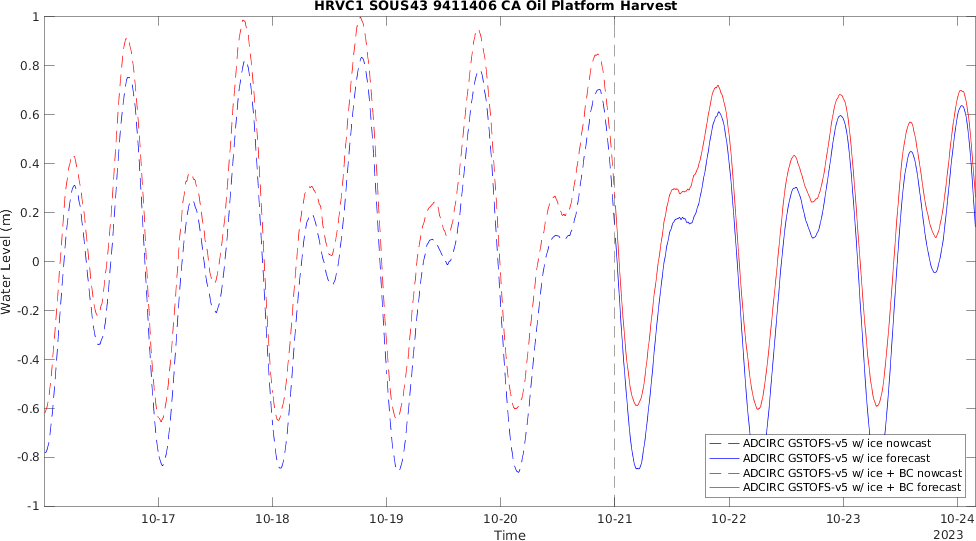 HRVC1 SOUS43 9411406 CA Oil Platform Harvest
1
0.8
0.6
0.4
0.2
0
-0.2
-0.4
-0.6
-0.8
-1
Water Level (m)
ADCIRC GSTOFS-v5 w/ ice nowcast
ADCIRC GSTOFS-v5 w/ ice forecast
ADCIRC GSTOFS-v5 w/ ice + BC nowcast
ADCIRC GSTOFS-v5 w/ ice + BC forecast
10-17 10-18 10-19 10-20 10-21 10-22 10-23 10-24
2023
Time